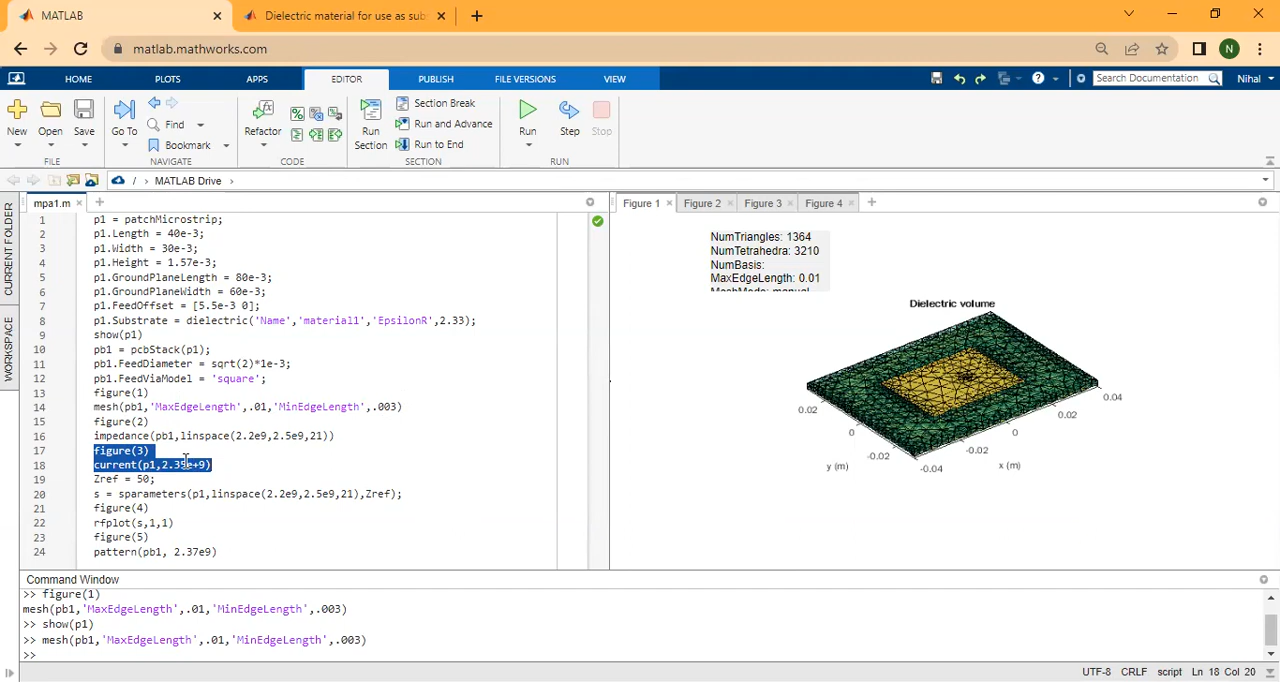 MATLAB
Dielectric material for use as sub
matlab.mathworks.com
N
HOME
PLOTS
APPS
EDITOR
PUBLISH
FILE VERSIONS
VIEW
Search Documentation
Nihal
New
Open
Save
Go To
Find
Bookmark
Refactor
Run
Section
Section Break
Run and Advance
Run to End
Run
Step
Stop
FILE
NAVIGATE
CODE
SECTION
RUN
/ › MATLAB Drive ›
CURRENT FOLDER
WORKSPACE
mpa1.m
1 p1 = patchMicrostrip;
2 p1.Length = 40e-3;
3 p1.Width = 30e-3;
4 p1.Height = 1.57e-3;
5 p1.GroundPlaneLength = 80e-3;
6 p1.GroundPlaneWidth = 60e-3;
7 p1.FeedOffset = [5.5e-3 0];
8 p1.Substrate = dielectric('Name','material1','EpsilonR',2.33);
9 show(p1)
10 pb1 = pcbStack(p1);
11 pb1.FeedDiameter = sqrt(2)*1e-3;
12 pb1.FeedViaModel = 'square';
13 figure(1)
14 mesh(pb1,'MaxEdgeLength',.01,'MinEdgeLength',.003)
15 figure(2)
16 impedance(pb1,linspace(2.2e9,2.5e9,21))
17 figure(3)
18 current(p1,2.35e+9)
19 Zref = 50;
20 s = sparameters(p1,linspace(2.2e9,2.5e9,21),Zref);
21 figure(4)
22 rfplot(s,1,1)
23 figure(5)
24 pattern(pb1, 2.37e9)
Figure 1
Figure 2
Figure 3
Figure 4
NumTriangles: 1364
NumTetrahedra: 3210
NumBasis:
MaxEdgeLength: 0.01
MeshMode: manual
Dielectric volume
0.02
0
-0.02
y (m)
-0.04
-0.02
0
0.02
0.04
x (m)
Command Window
>> figure(1)
mesh(pb1,'MaxEdgeLength',.01,'MinEdgeLength',.003)
>> show(p1)
>> mesh(pb1,'MaxEdgeLength',.01,'MinEdgeLength',.003)
>>
UTF-8
CRLF
script
Ln 18 Col 20